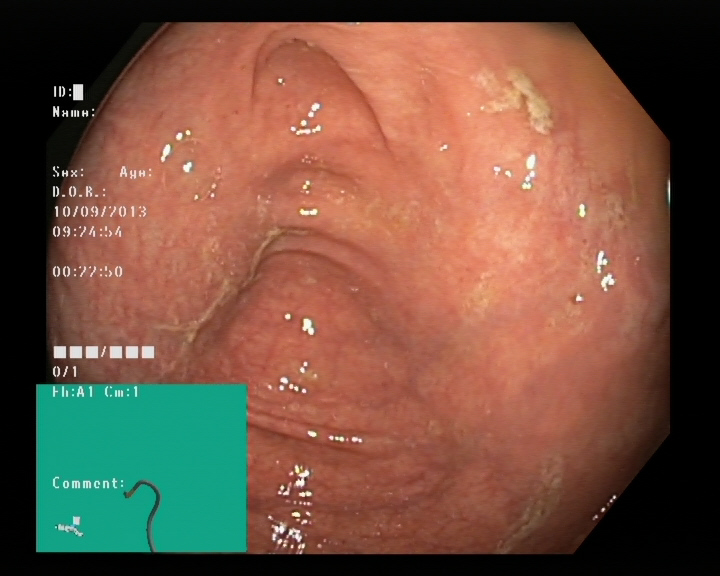 ID:
Name:
Sex: Age:
D.O.R.:
10/09/2013
09:24:54
00:22:50
/
0/1
Eh:A1 Cm:1
Comment: